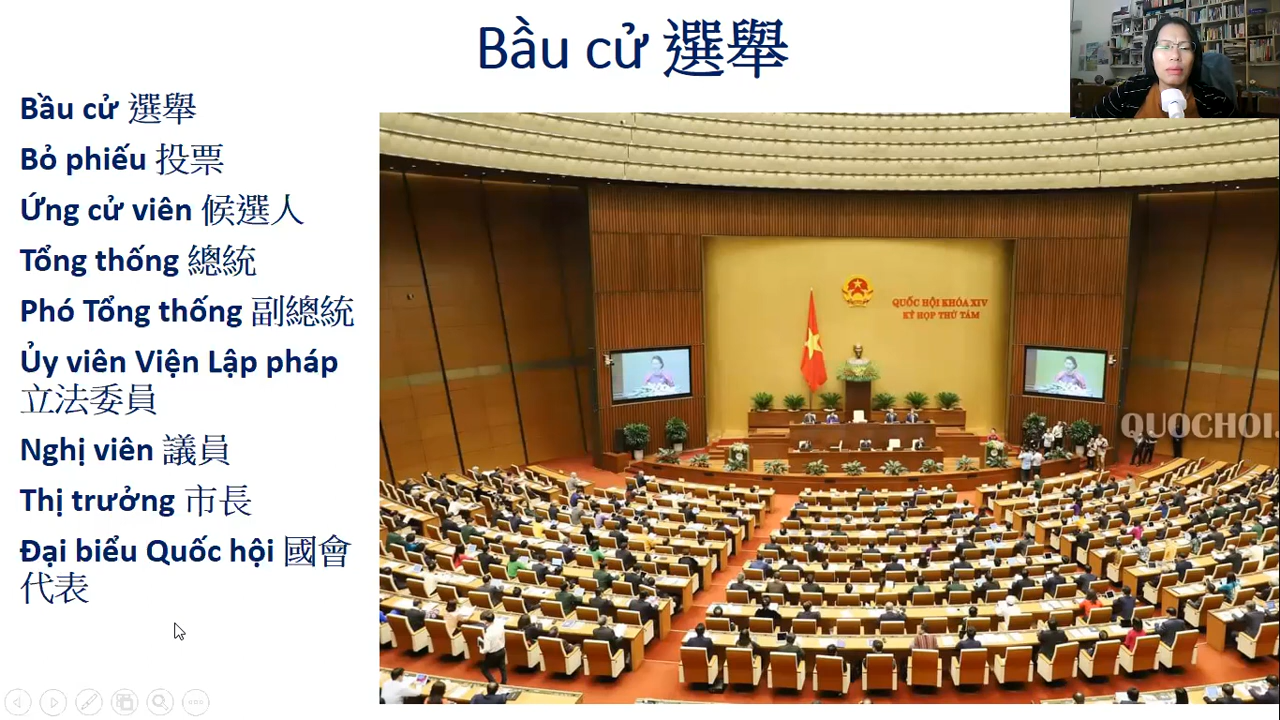 Bầu cử 選舉
Bầu cử 選舉
Bỏ phiếu 投票
Ứng cử viên 候選人
Tổng thống 總統
Phó Tổng thống 副總統
Ủy viên Viện Lập pháp
立法委員
Nghị viên 議員
Thị trưởng 市長
Đại biểu Quốc hội 國會
代表
QUỐC HỘI KHÓA XIV
KỲ HỌP THỨ TÁM
QUOCHOI.